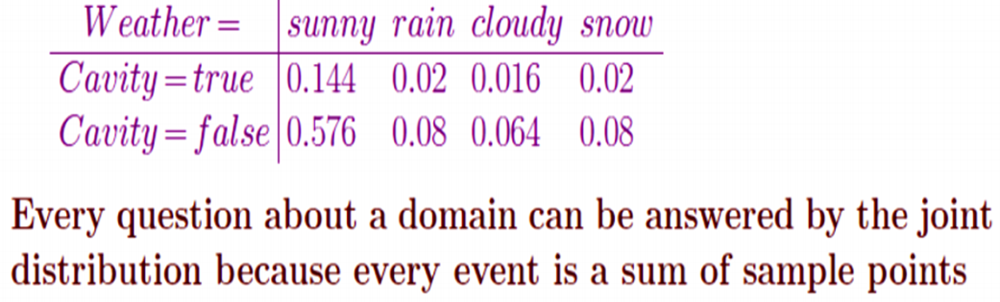 Weather = sunny rain cloudy snow
Cavity = true 0.144 0.02 0.016 0.02
Cavity = false 0.576 0.08 0.064 0.08
Every question about a domain can be answered by the joint
distribution because every event is a sum of sample points